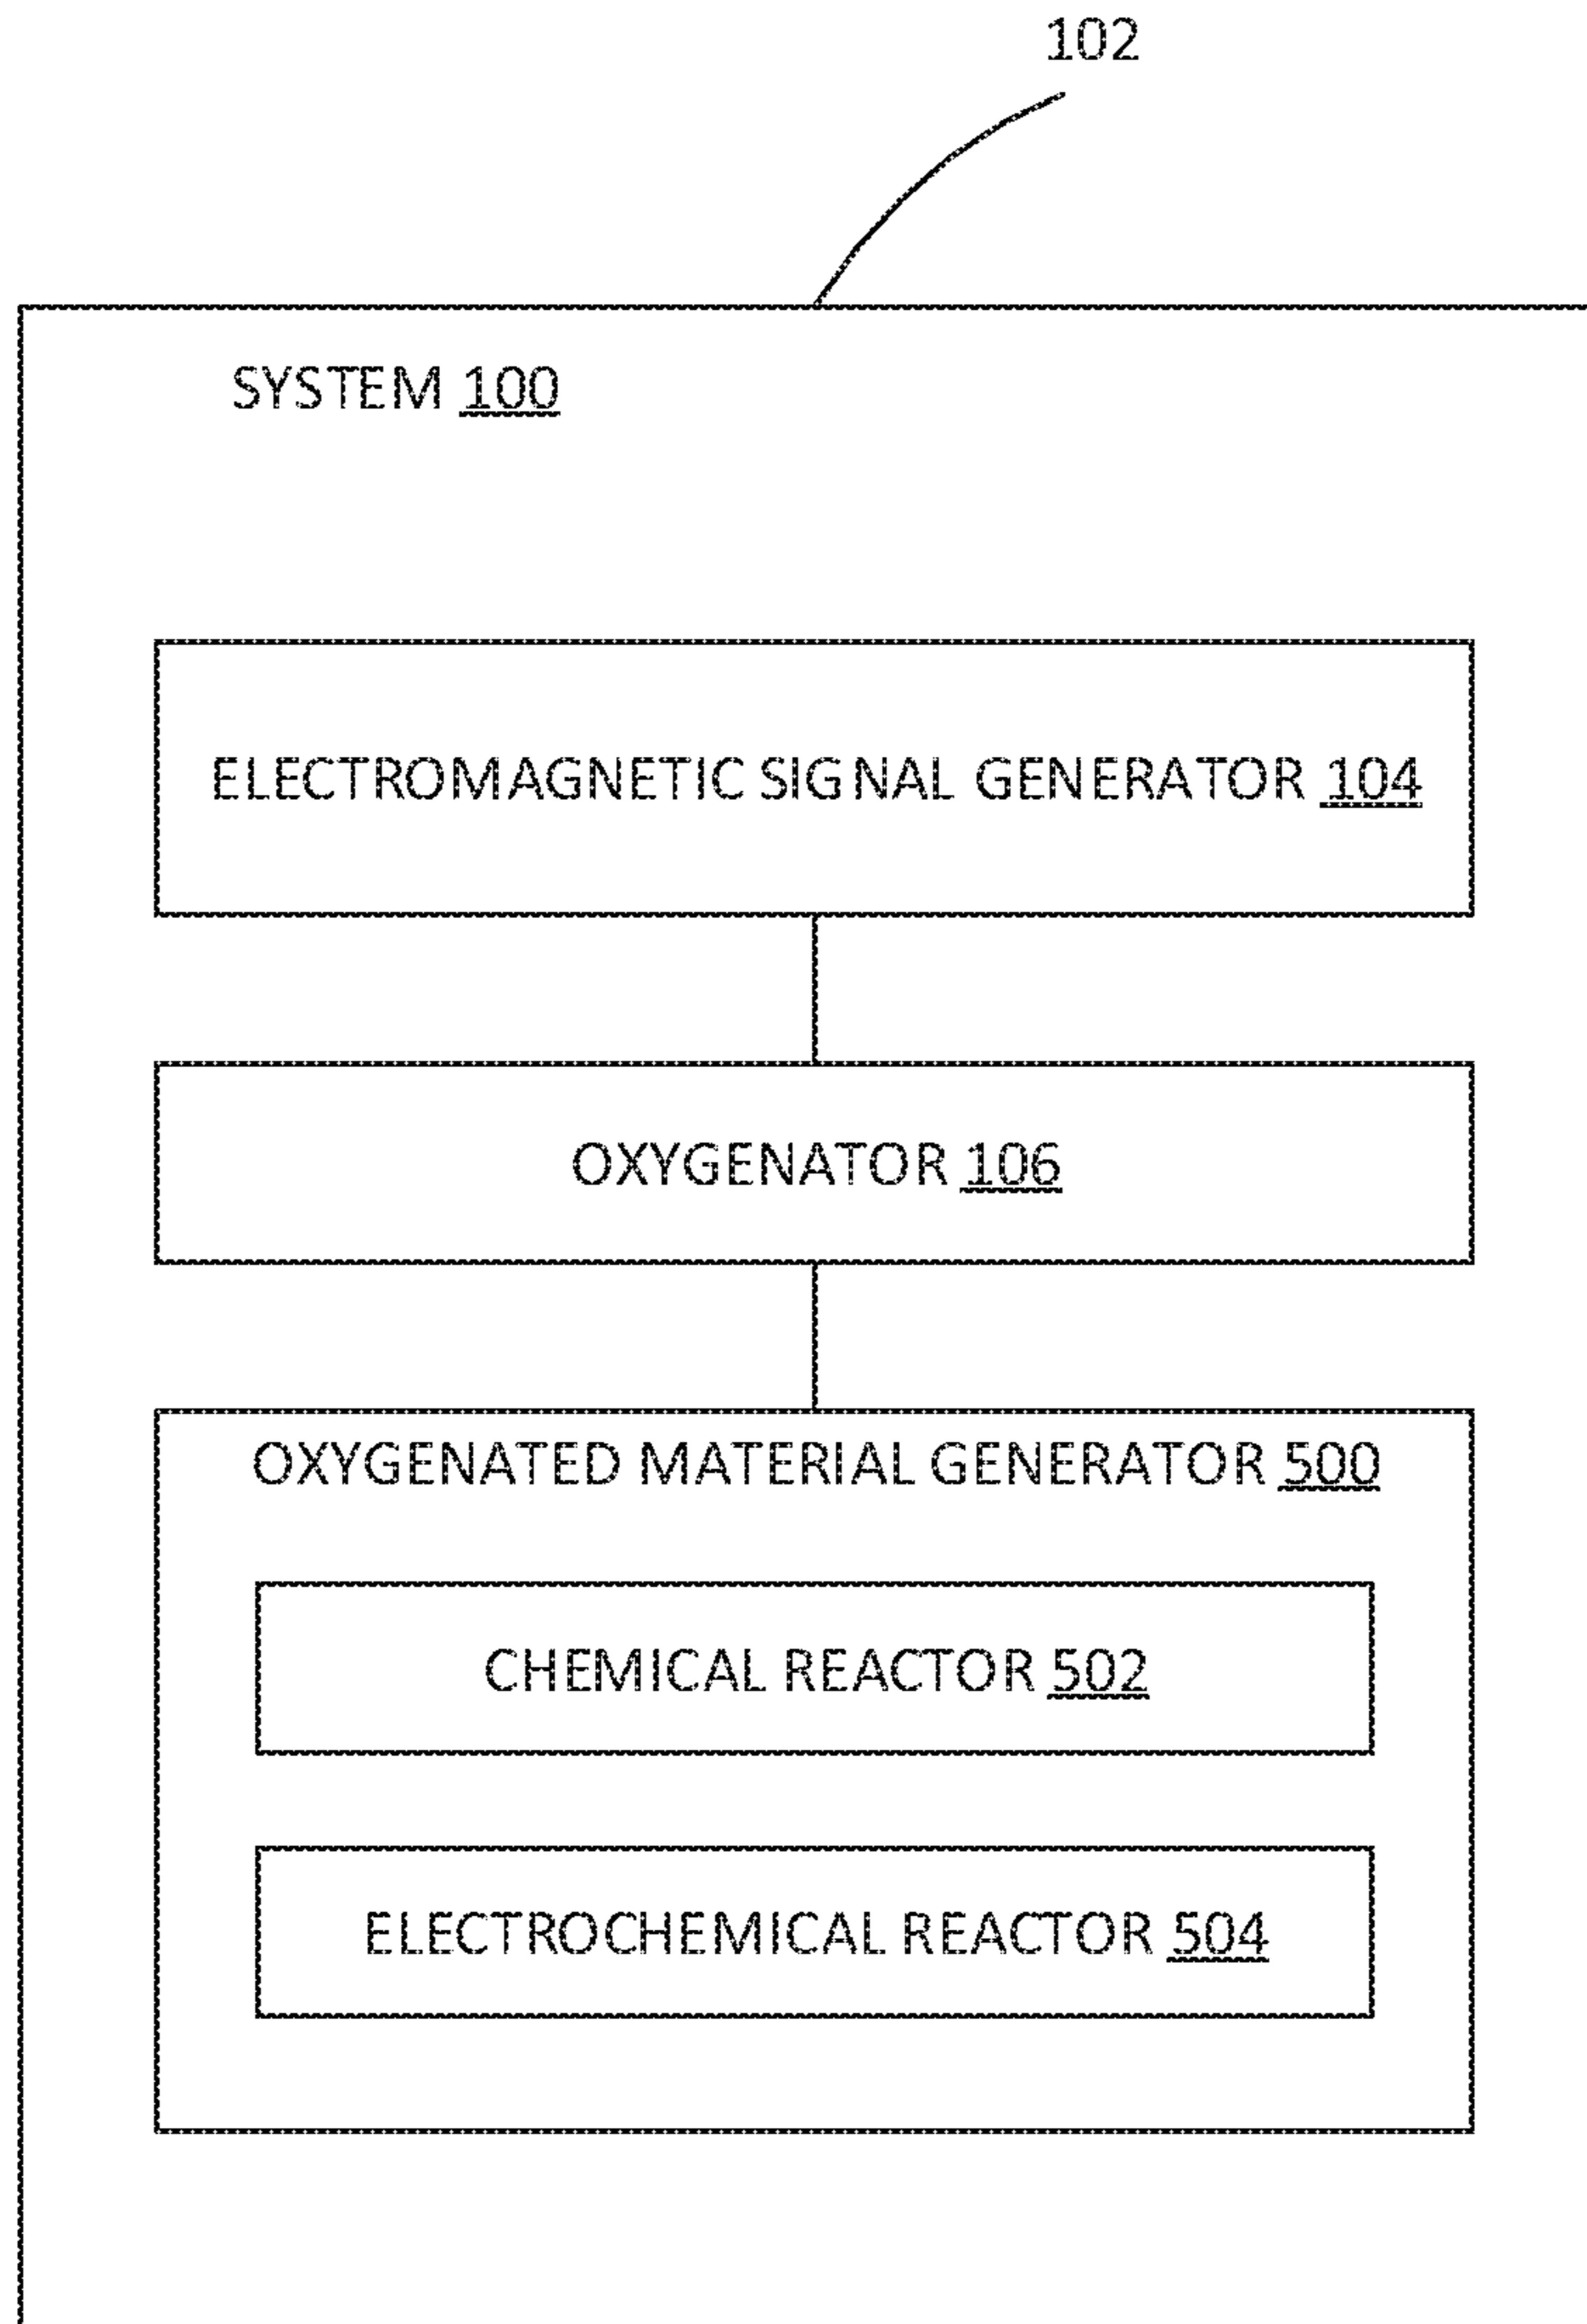 102
SYSTEM 100
ELECTROMAGNETIC SIGNAL GENERATOR 104
OXYGENATOR 106
OXYGENATED MATERIAL GENERATOR 500
CHEMICAL REACTOR 502
ELECTROCHEMICAL REACTOR 504